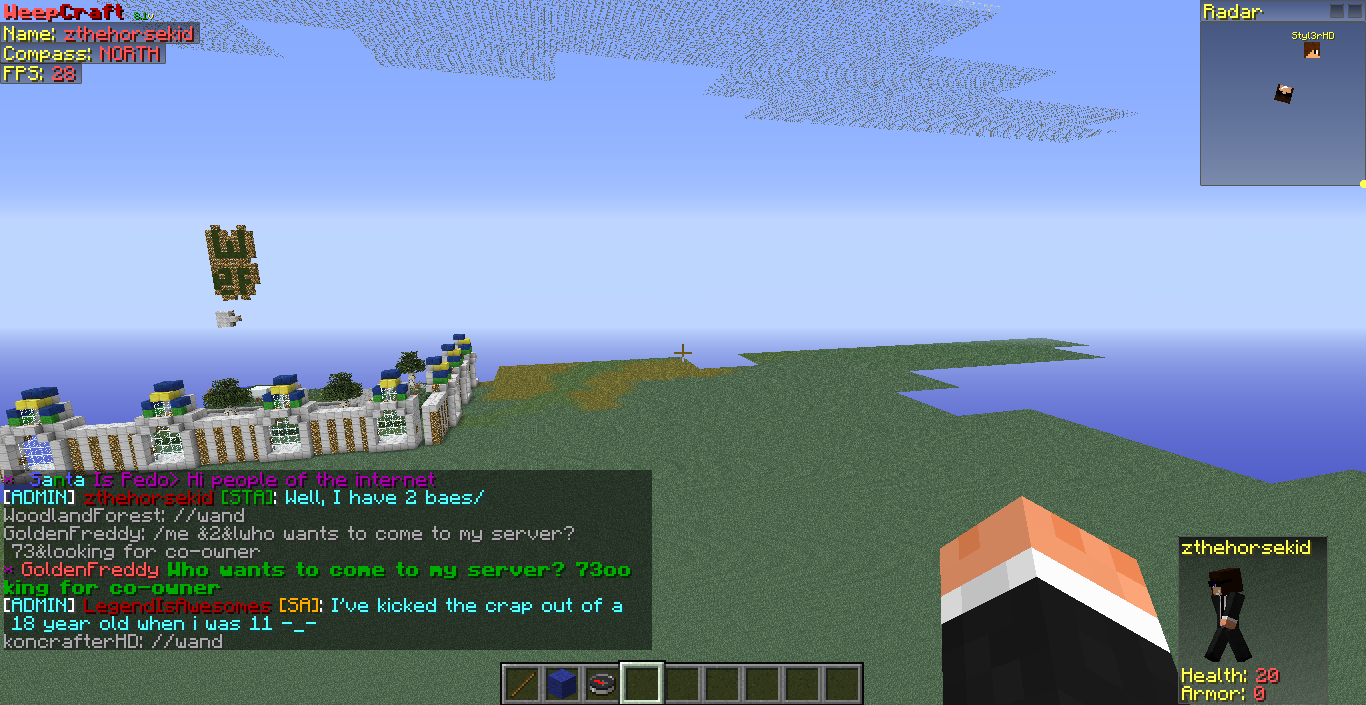 WeepCraft
Name: zthehorsekid
Compass: NORTH
FPS: 28
Radar
Styl3rHD
* Santa Is Pedo> Hi people of the internet
[ADMIN] zthehorsekid [STA]: Well, I have 2 baes/
WoodlandForest: //wand
GoldenFreddy: /me &2&lwho wants to come to my server?
73&looking for co-owner
* GoldenFreddy Who wants to come to my server? 73oo
king for co-owner
[ADMIN] LegendIsAwesomes [SA]: I've kicked the crap out of a
18 year old when i was 11 -_-
koncrafterHD: //wand
zthehorsekid
Health: 20
Armor: 0